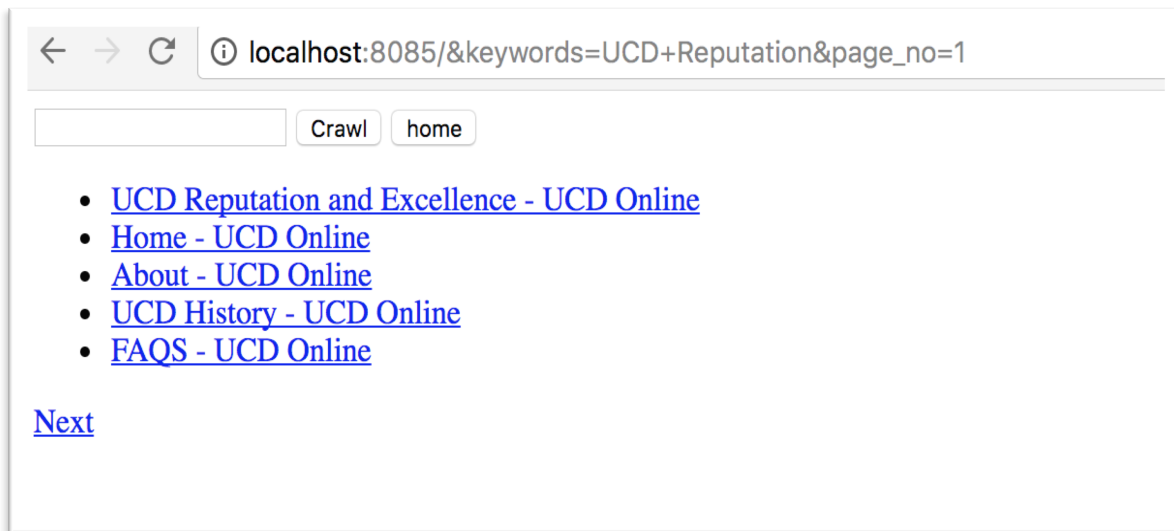 localhost:8085/&keywords=UCD+Reputation&page_no=1
Crawl home
UCD Reputation and Excellence - UCD Online
Home - UCD Online
About - UCD Online
UCD History - UCD Online
FAQS - UCD Online
Next